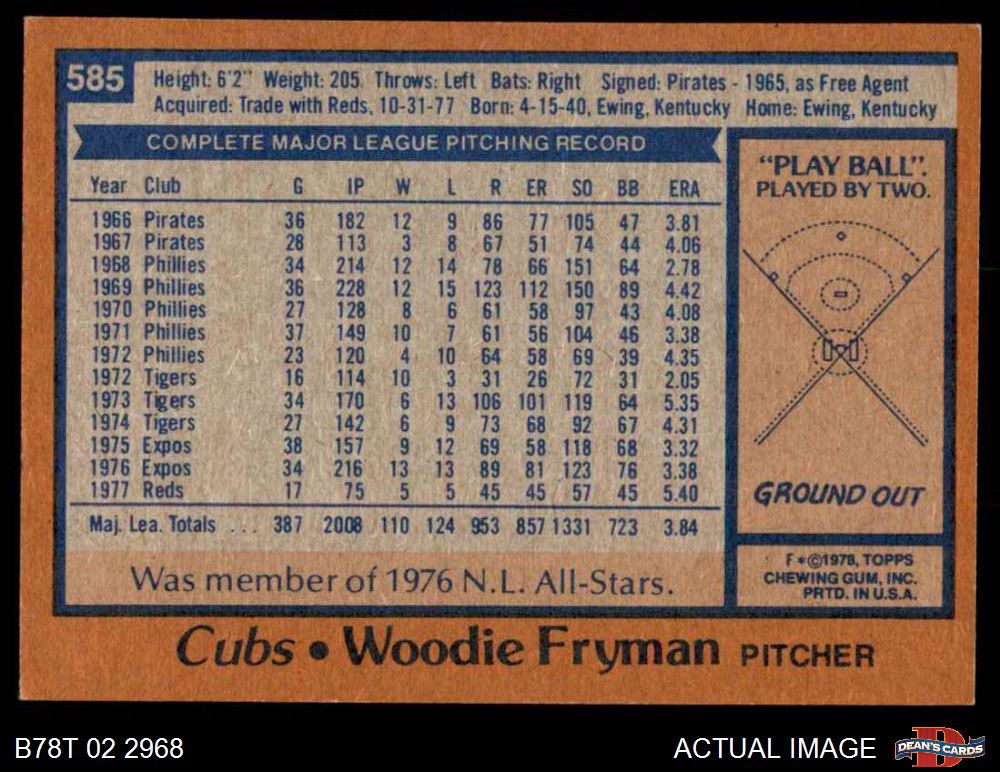 585
Height: 6'2" Weight: 205 Throws: Left Bats: Right Signed: Pirates - 1965, as Free Agent
Acquired: Trade with Reds, 10-31-77 Born: 4-15-40, Ewing, Kentucky Home: Ewing, Kentucky
COMPLETE MAJOR LEAGUE PITCHING RECORD
Year Club G IP W L R ER SO BB ERA
1966 Pirates 36 182 12 9 86 77 105 47 3.81
1967 Pirates 28 113 3 8 67 51 74 44 4.06
1968 Phillies 34 214 12 14 78 66 151 64 2.78
1969 Phillies 36 228 12 15 123 112 150 89 4.42
1970 Phillies 27 128 8 6 61 58 97 43 4.08
1971 Phillies 37 149 10 7 61 56 104 46 3.38
1972 Phillies 23 120 4 10 64 58 69 39 4.35
1972 Tigers 16 114 10 3 31 26 72 31 2.05
1973 Tigers 34 170 6 13 106 101 119 64 5.35
1974 Tigers 27 142 6 9 73 68 92 67 4.31
1975 Expos 38 157 9 12 69 58 118 68 3.32
1976 Expos 34 216 13 13 89 81 123 76 3.38
1977 Reds 17 75 5 5 45 45 57 45 5.40
Maj. Lea. Totals ... 387 2008 110 124 953 857 1331 723 3.84
Was member of 1976 N.L. All-Stars.
"PLAY BALL".
PLAYED BY TWO.
GROUND OUT
F*©1978, TOPPS
CHEWING GUM, INC.
PRTD. IN U.S.A.
Cubs • Woodie Fryman PITCHER
B78T 02 2968
ACTUAL IMAGE
D
DEAN'S CARDS